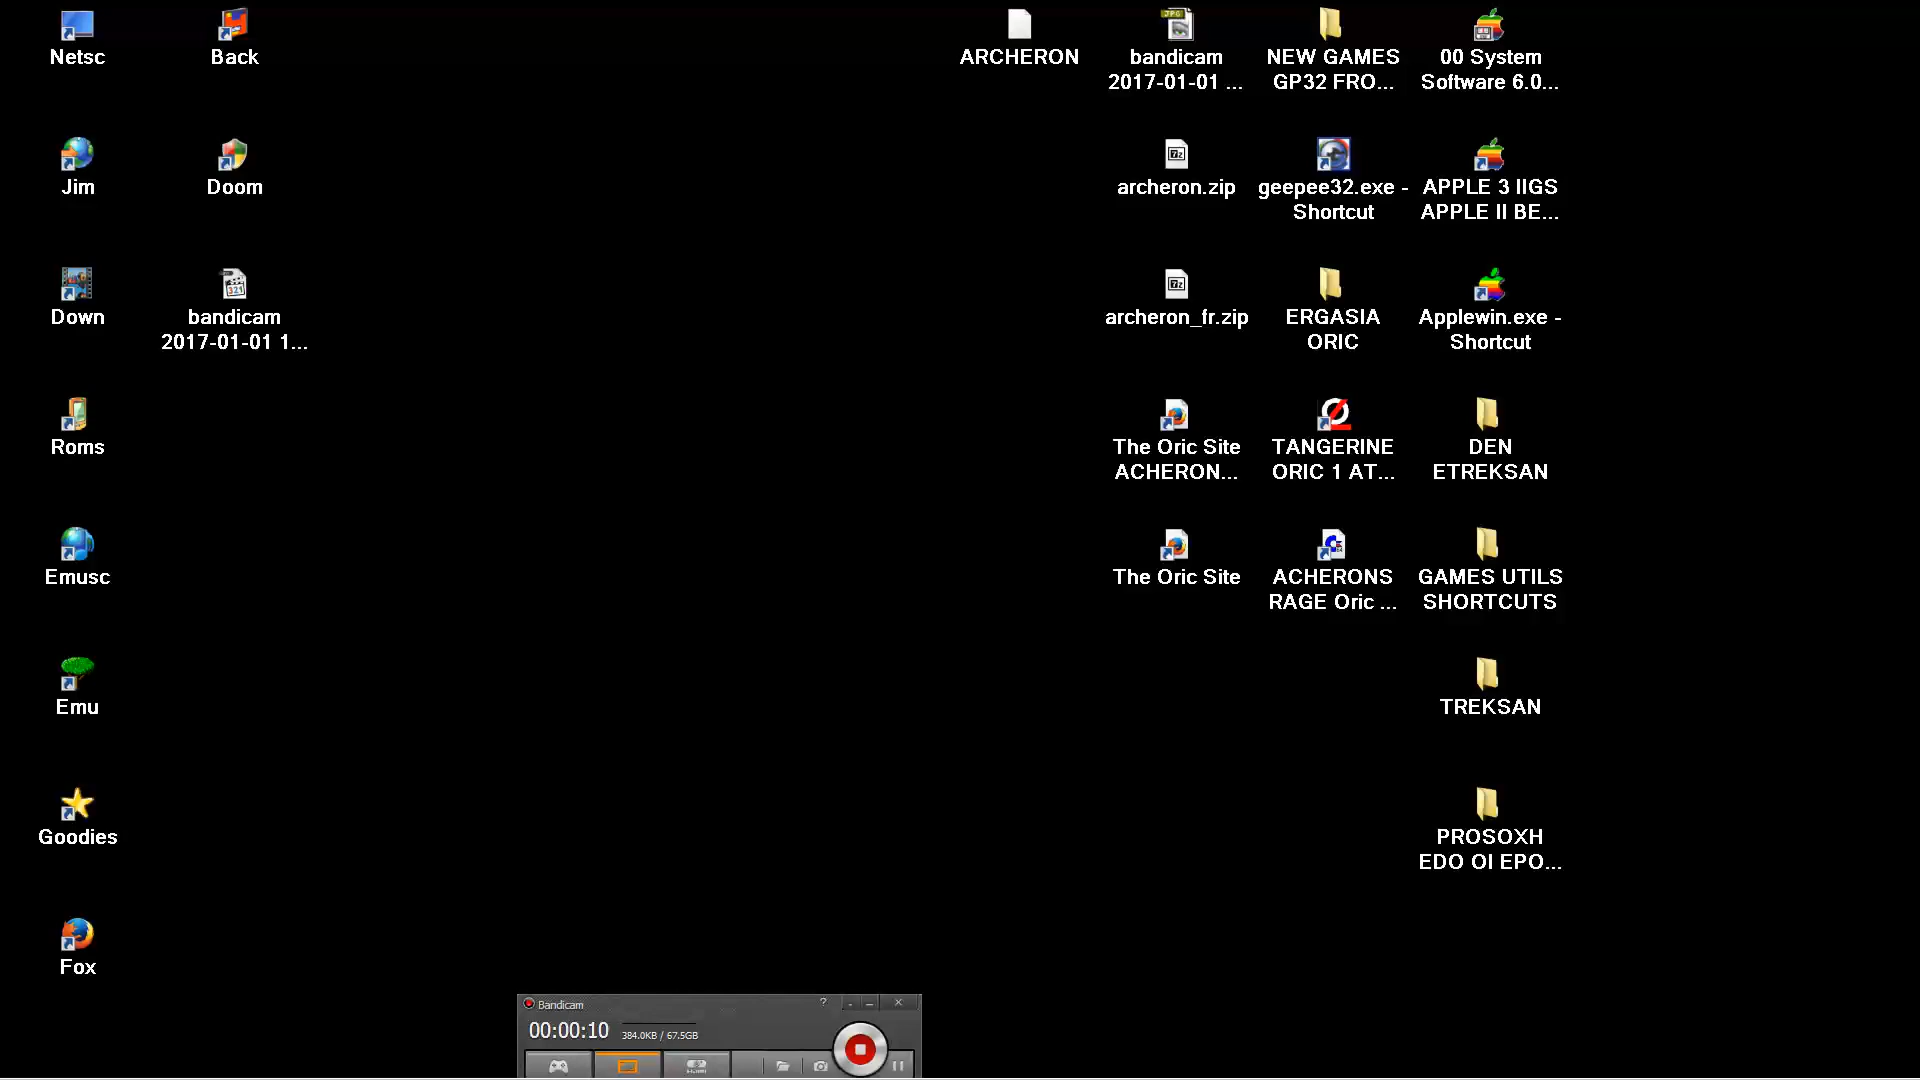 Netsc
Back
ARCHERON
bandicam
2017-01-01 ...
NEW GAMES
GP32 FRO...
00 System
Software 6.0...
Jim
Doom
archeron.zip
geepee32.exe -
Shortcut
APPLE 3 IIGS
APPLE II BE...
Down
bandicam
2017-01-01 1...
archeron_fr.zip
ERGASIA
ORIC
Applewin.exe -
Shortcut
Roms
The Oric Site
ACHERON...
TANGERINE
ORIC 1 AT...
DEN
ETREKSAN
Emusc
The Oric Site
ACHERONS
RAGE Oric ...
GAMES UTILS
SHORTCUTS
Emu
TREKSAN
Goodies
PROSOXH
EDO OI EPO...
Fox
Bandicam
00:00:10
384.0KB / 67.5GB